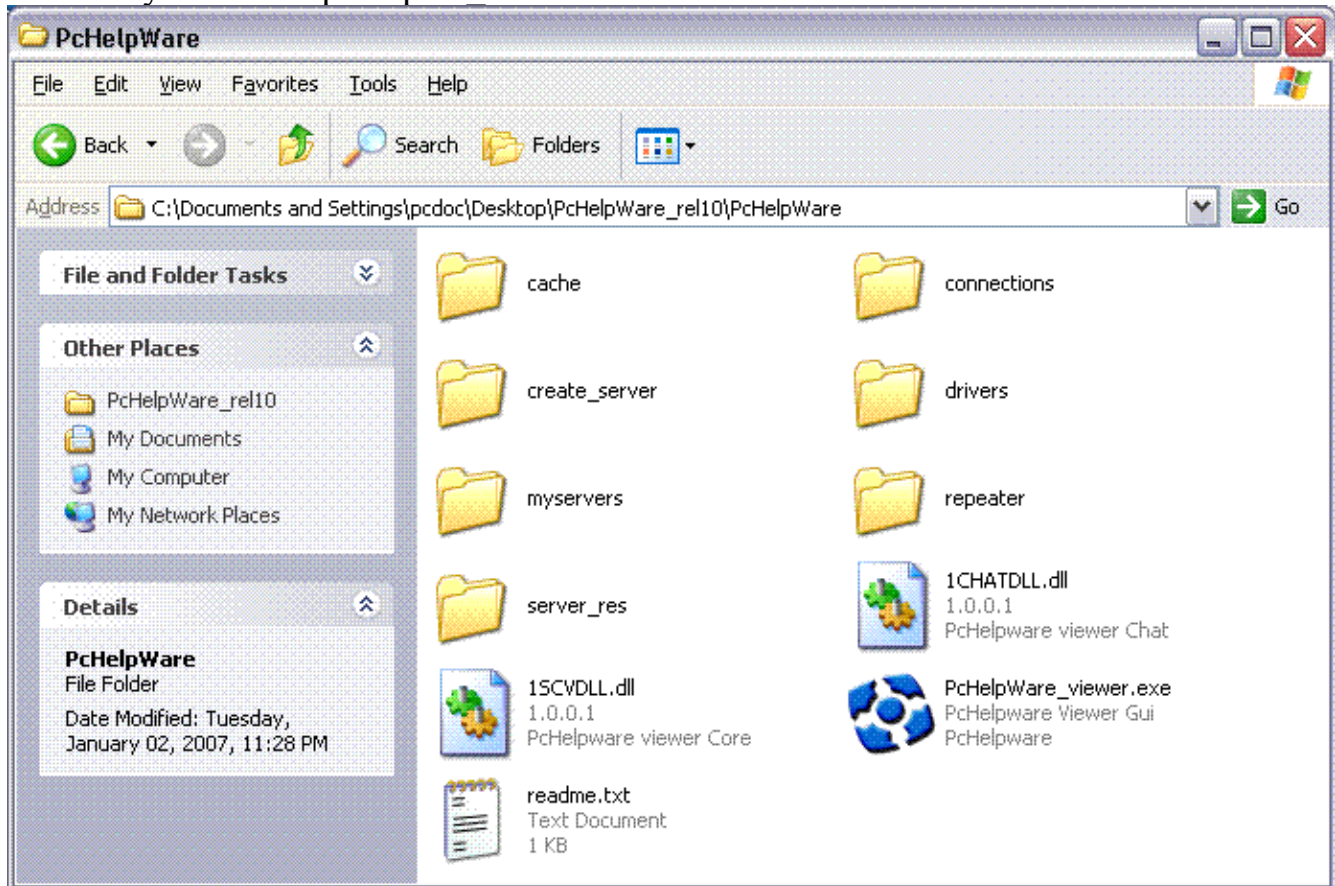 PcHelpWare
File Edit View Favorites Tools Help
Back Search Folders
Address C:\Documents and Settings\pcdoc\Desktop\PcHelpWare_rel10\PcHelpWare Go
File and Folder Tasks
Other Places
PcHelpWare_rel10
My Documents
My Computer
My Network Places
Details
PcHelpWare
File Folder
Date Modified: Tuesday,
January 02, 2007, 11:28 PM
cache
connections
create_server
drivers
myservers
repeater
server_res
1CHATDLL.dll
1.0.0.1
PcHelpware viewer Chat
1SCVDLL.dll
1.0.0.1
PcHelpware viewer Core
PcHelpWare_viewer.exe
PcHelpware Viewer Gui
PcHelpware
readme.txt
Text Document
1 KB